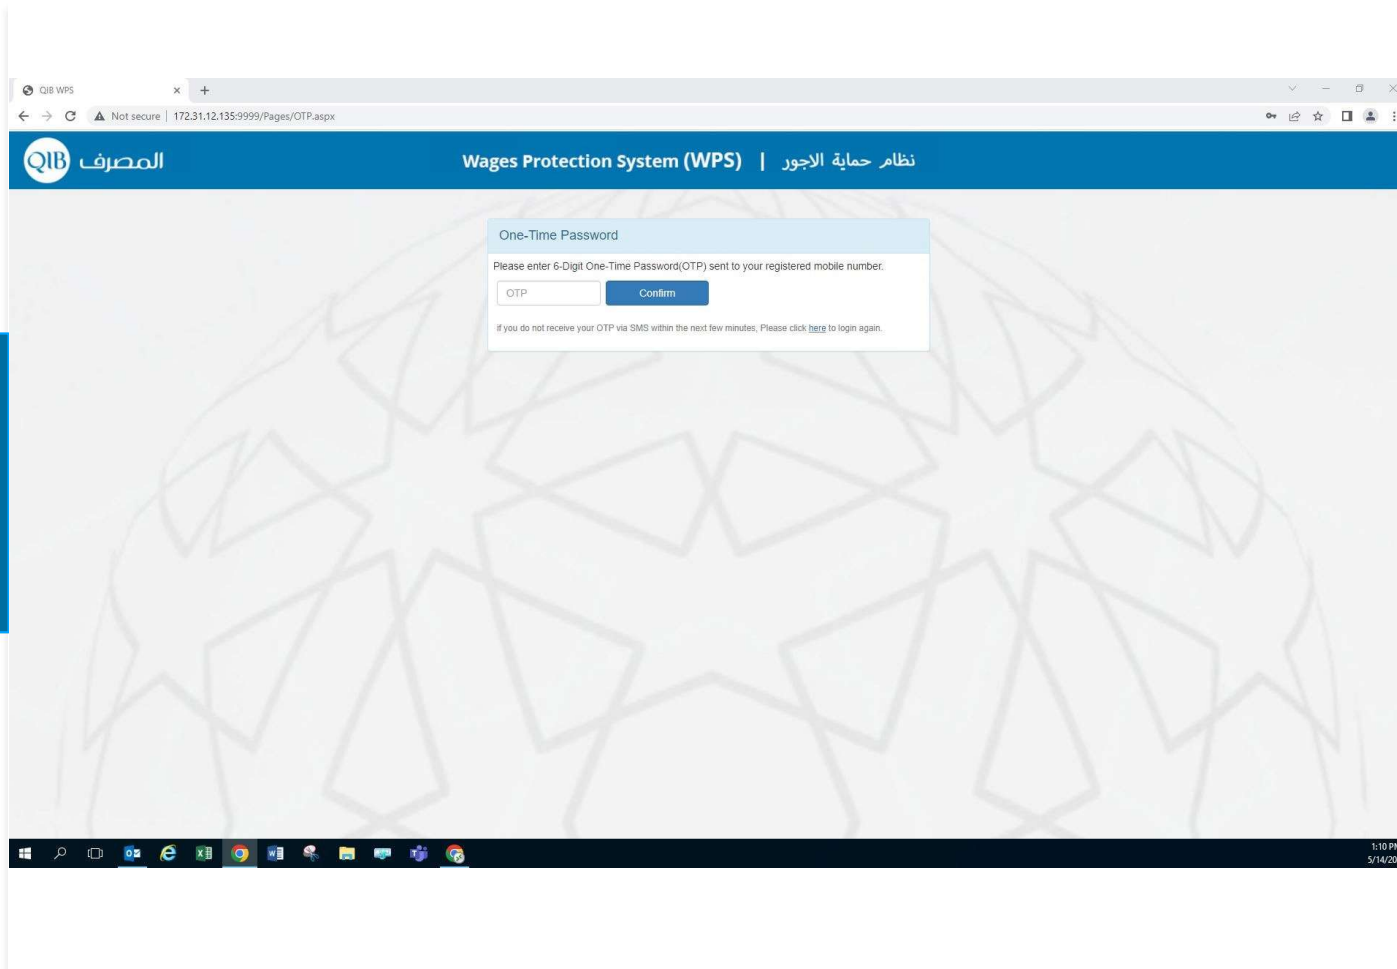 QIB WPS
Not secure | 172.31.12.135:9999/Pages/OTP.aspx
QIB المصرف
Wages Protection System (WPS) | نظام حماية الاجور
One-Time Password
Please enter 6-Digit One-Time Password(OTP) sent to your registered mobile number.
OTP Confirm
if you do not receive your OTP via SMS within the next few minutes, Please click here to login again.
1:10 PM
5/14/20